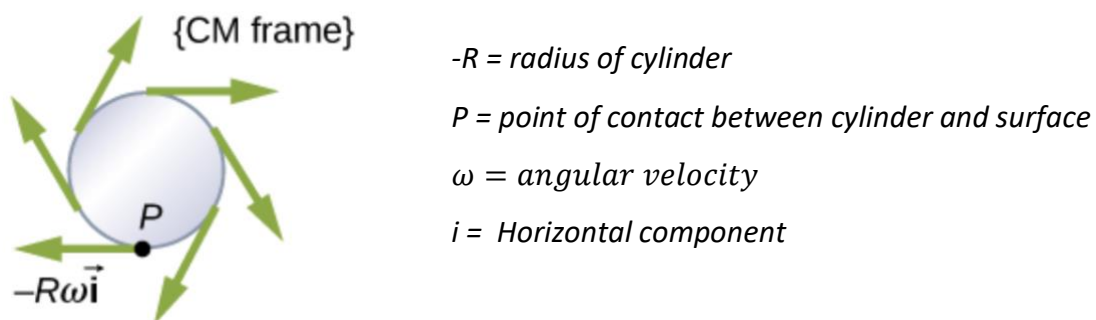 {CM frame}
-R = radius of cylinder
P = point of contact between cylinder and surface
ω = angular velocity
i = Horizontal component
P
–Rωi⃗